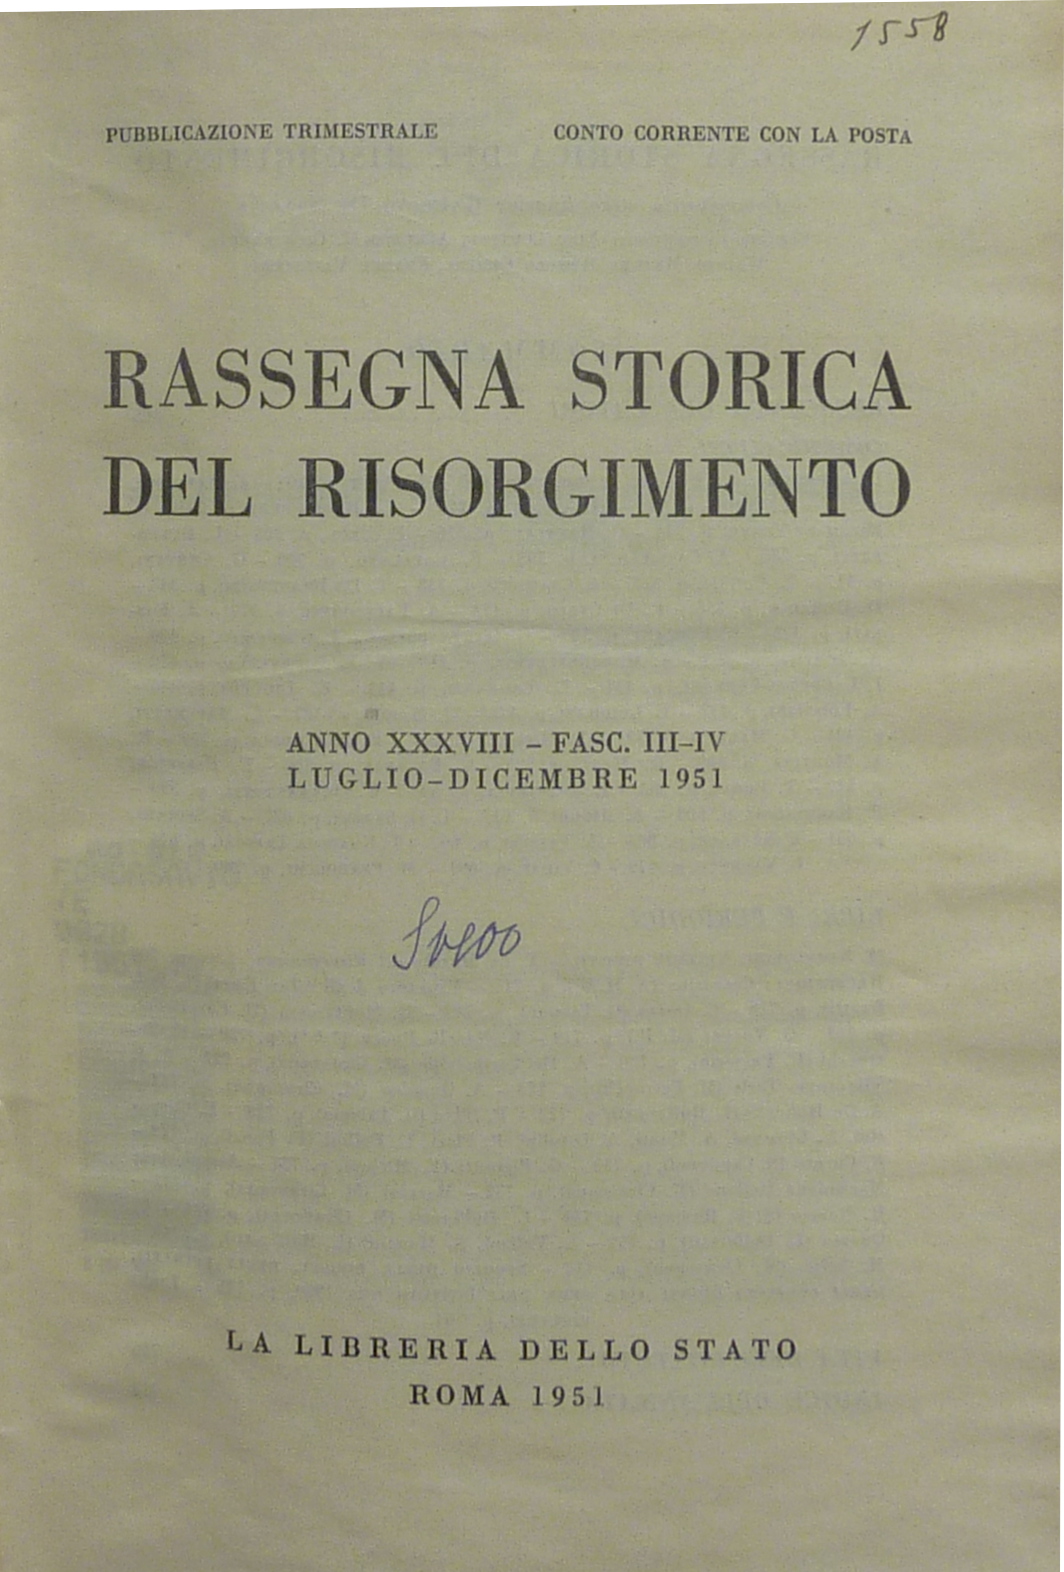 1558
PUBBLICAZIONE TRIMESTRALE
CONTO CORRENTE CON LA POSTA
RASSEGNA STORICA
DEL RISORGIMENTO
ANNO XXXVIII – FASC. III–IV
LUGLIO–DICEMBRE 1951
LA LIBRERIA DELLO STATO
ROMA 1951